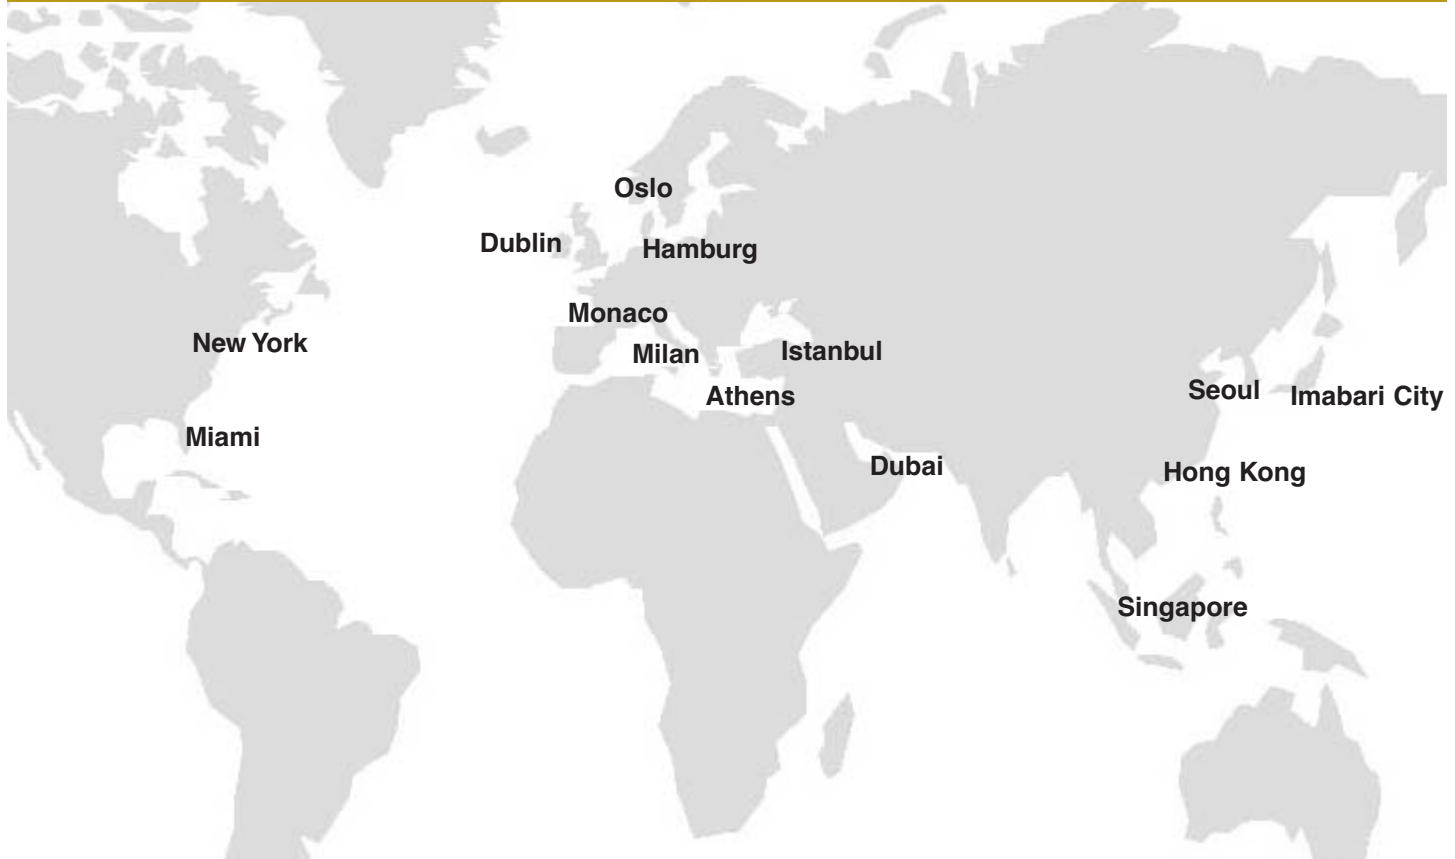 Oslo
Dublin
Hamburg
Monaco
New York
Milan
Istanbul
Athens
Seoul
Imabari City
Miami
Dubai
Hong Kong
Singapore